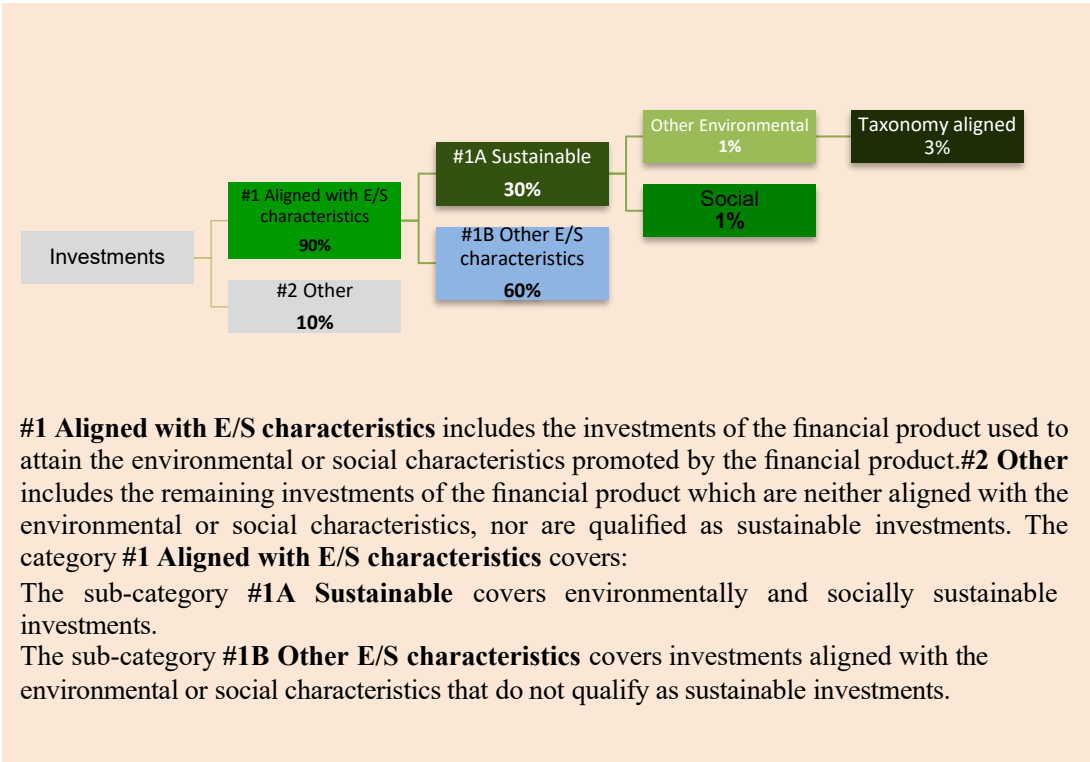 Investments
#1 Aligned with E/S
characteristics
90%
#2 Other
10%
#1A Sustainable
30%
#1B Other E/S
characteristics
60%
Other Environmental
1%
Social
1%
Taxonomy aligned
3%
#1 Aligned with E/S characteristics includes the investments of the financial product used to
attain the environmental or social characteristics promoted by the financial product.#2 Other
includes the remaining investments of the financial product which are neither aligned with the
environmental or social characteristics, nor are qualified as sustainable investments. The
category #1 Aligned with E/S characteristics covers:
The sub-category #1A Sustainable covers environmentally and socially sustainable
investments.
The sub-category #1B Other E/S characteristics covers investments aligned with the
environmental or social characteristics that do not qualify as sustainable investments.